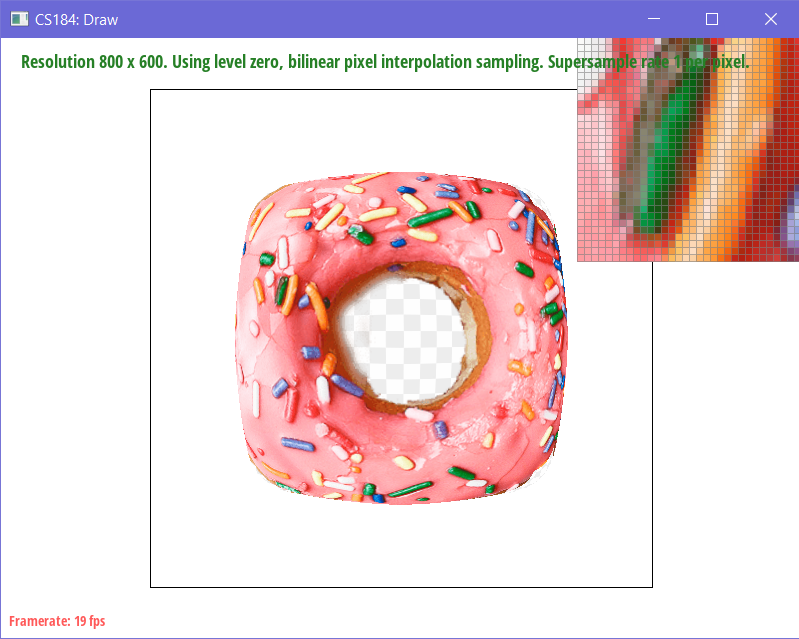 CS184: Draw
Resolution 800 x 600. Using level zero, bilinear pixel interpolation sampling. Supersample rate 1 per pixel.
Framerate: 19 fps